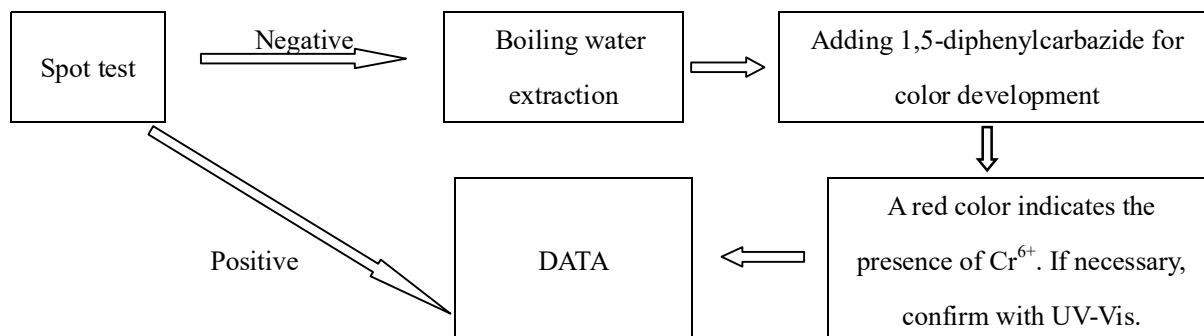 Spot test
Negative
Boiling water
extraction
Adding 1,5-diphenylcarbazide for
color development
A red color indicates the
presence of Cr⁶⁺. If necessary,
confirm with UV-Vis.
DATA
Positive